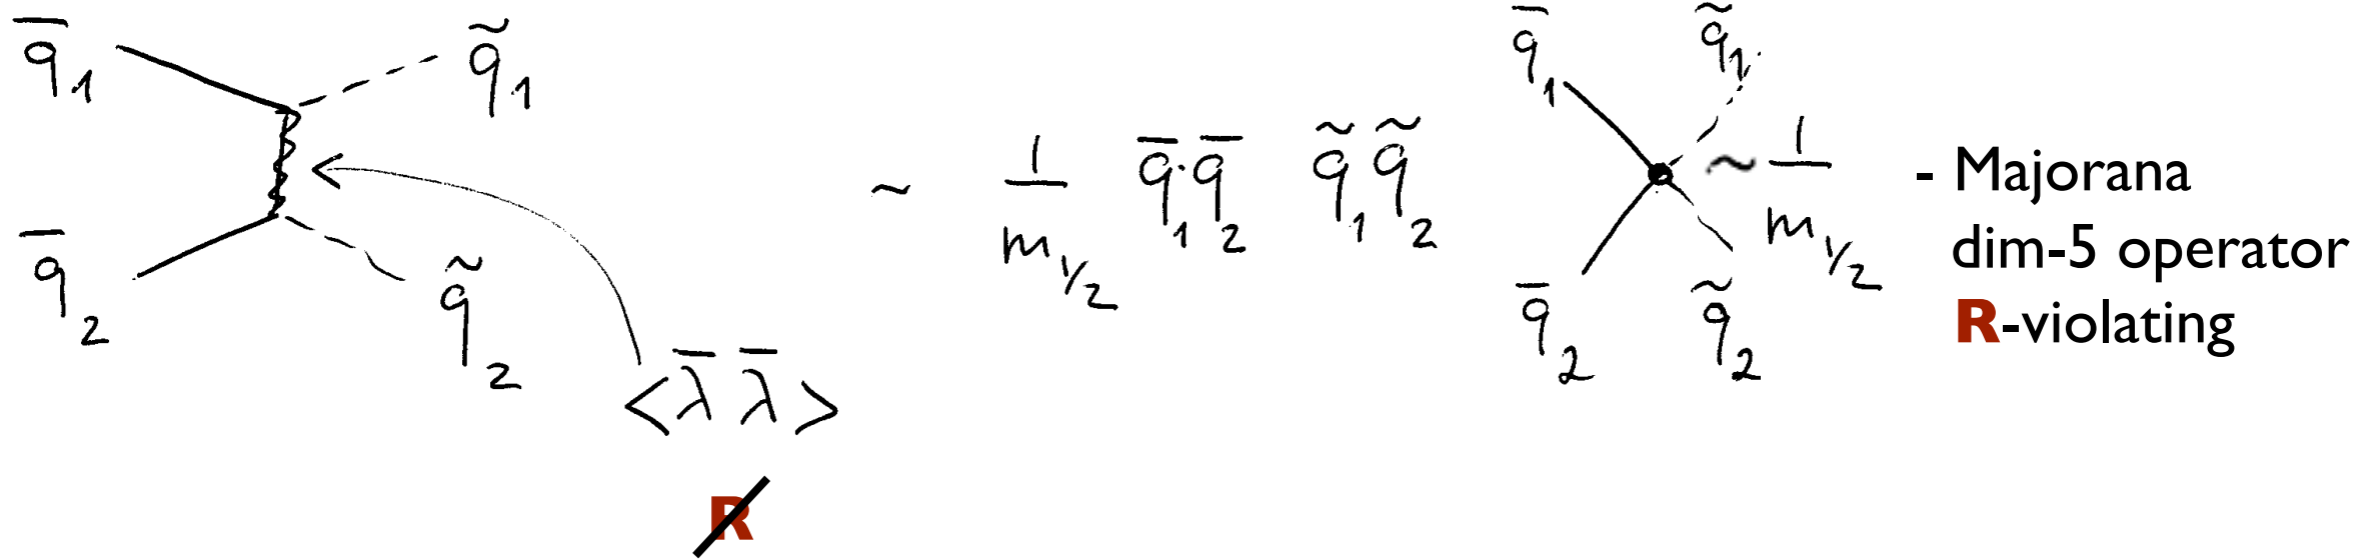 q̄₁ q̃₁
q̄₂ q̃₂
<λ̄ λ̄>
R
~ 1/m₁/₂ q̄₁·q̄₂ q̃₁q̃₂
q̄₁ q̃₁
~ 1/m₁/₂
q̄₂ q̃₂
- Majorana
dim-5 operator
R-violating